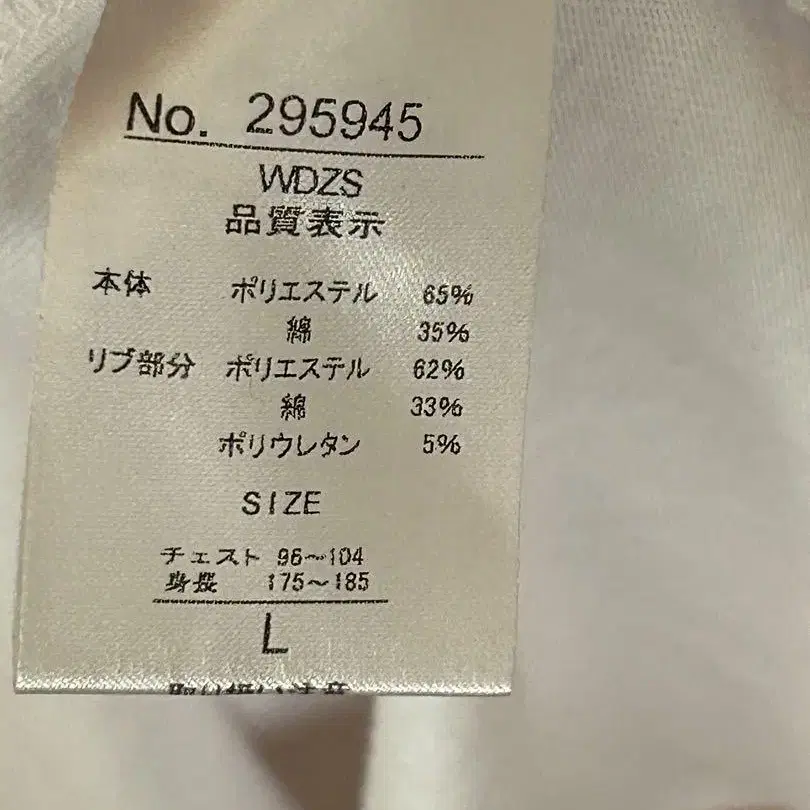 No. 295945
WDZS
品質表示
本体 ポリエステル 65%
綿 35%
リブ部分 ポリエステル 62%
綿 33%
ポリウレタン 5%
SIZE
チェスト 96～104
身長 175～185
L